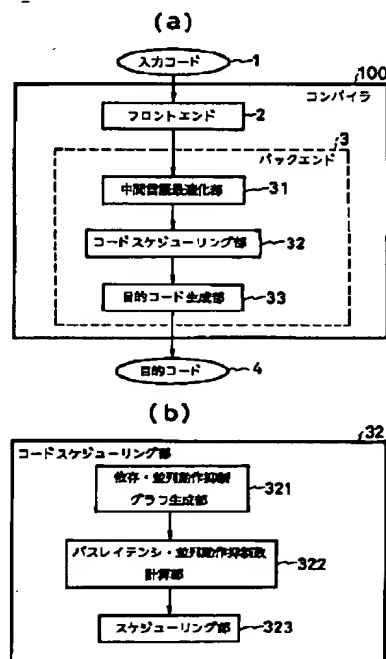 (a)
入力コード 1
100
コンパイラ
フロントエンド 2
3
バックエンド
中間言語最適化部 31
コードスケジューリング部 32
目的コード生成部 33
目的コード 4
(b)
32
コードスケジューリング部
依存・並列動作抑制
グラフ生成部
321
パスレイテンシ・並列動作抑制数
計算部
322
スケジューリング部 323